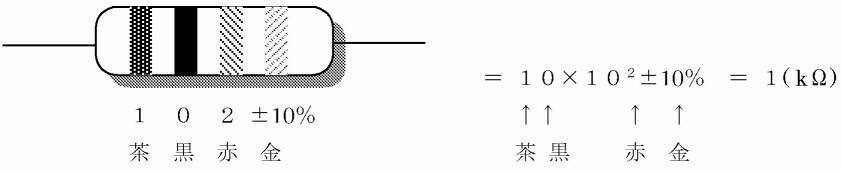 1 0 2 ±10%
茶 黒 赤 金
= 10×10²±10% = 1(kΩ)
↑↑ ↑ ↑
茶黒 赤 金